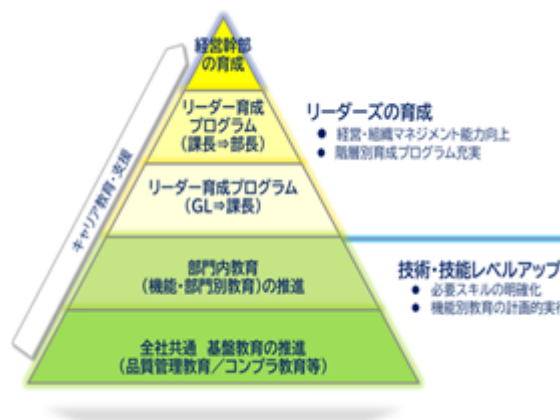 経営幹部
の育成
リーダー育成
プログラム
(課長⇒部長)
リーダーズの育成
● 経営・組織マネジメント能力向上
● 階層別育成プログラム充実
リーダー育成プログラム
(GL⇒課長)
キャリア教育・支援
部門内教育
(機能・部門別教育)の推進
技術・技能レベルアップ
● 必要スキルの明確化
● 機能別教育の計画的実
全社共通 基盤教育の推進
(品質管理教育/コンプラ教育等)